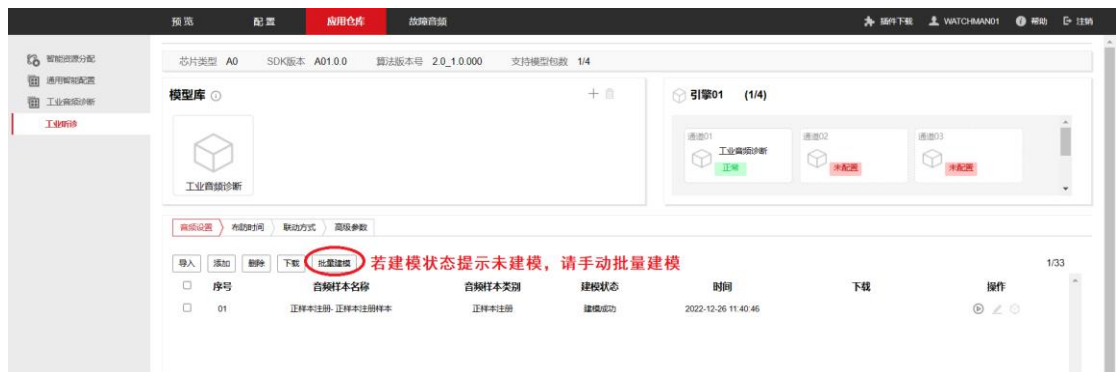 预览 配置 应用仓库 故障音频 插件下载 WATCHMAN01 帮助 注销
智能资源分配
通用智能配置
工业音频诊断
工业听诊
芯片类型 A0 SDK版本 A01.0.0 算法版本号 2.0_1.0.000 支持模型包数 1/4
模型库
工业音频诊断
引擎01 (1/4)
通道01 通道02 通道03
工业音频诊断
正常 未配置 未配置
音频设置 布防时间 联动方式 高级参数
导入 添加 删除 下载 批量建模 若建模状态提示未建模，请手动批量建模 1/33
序号 音频样本名称 音频样本类别 建模状态 时间 下载 操作
01 正样本注册- 正样本注册样本 正样本注册 建模成功 2022-12-26 11:40:46